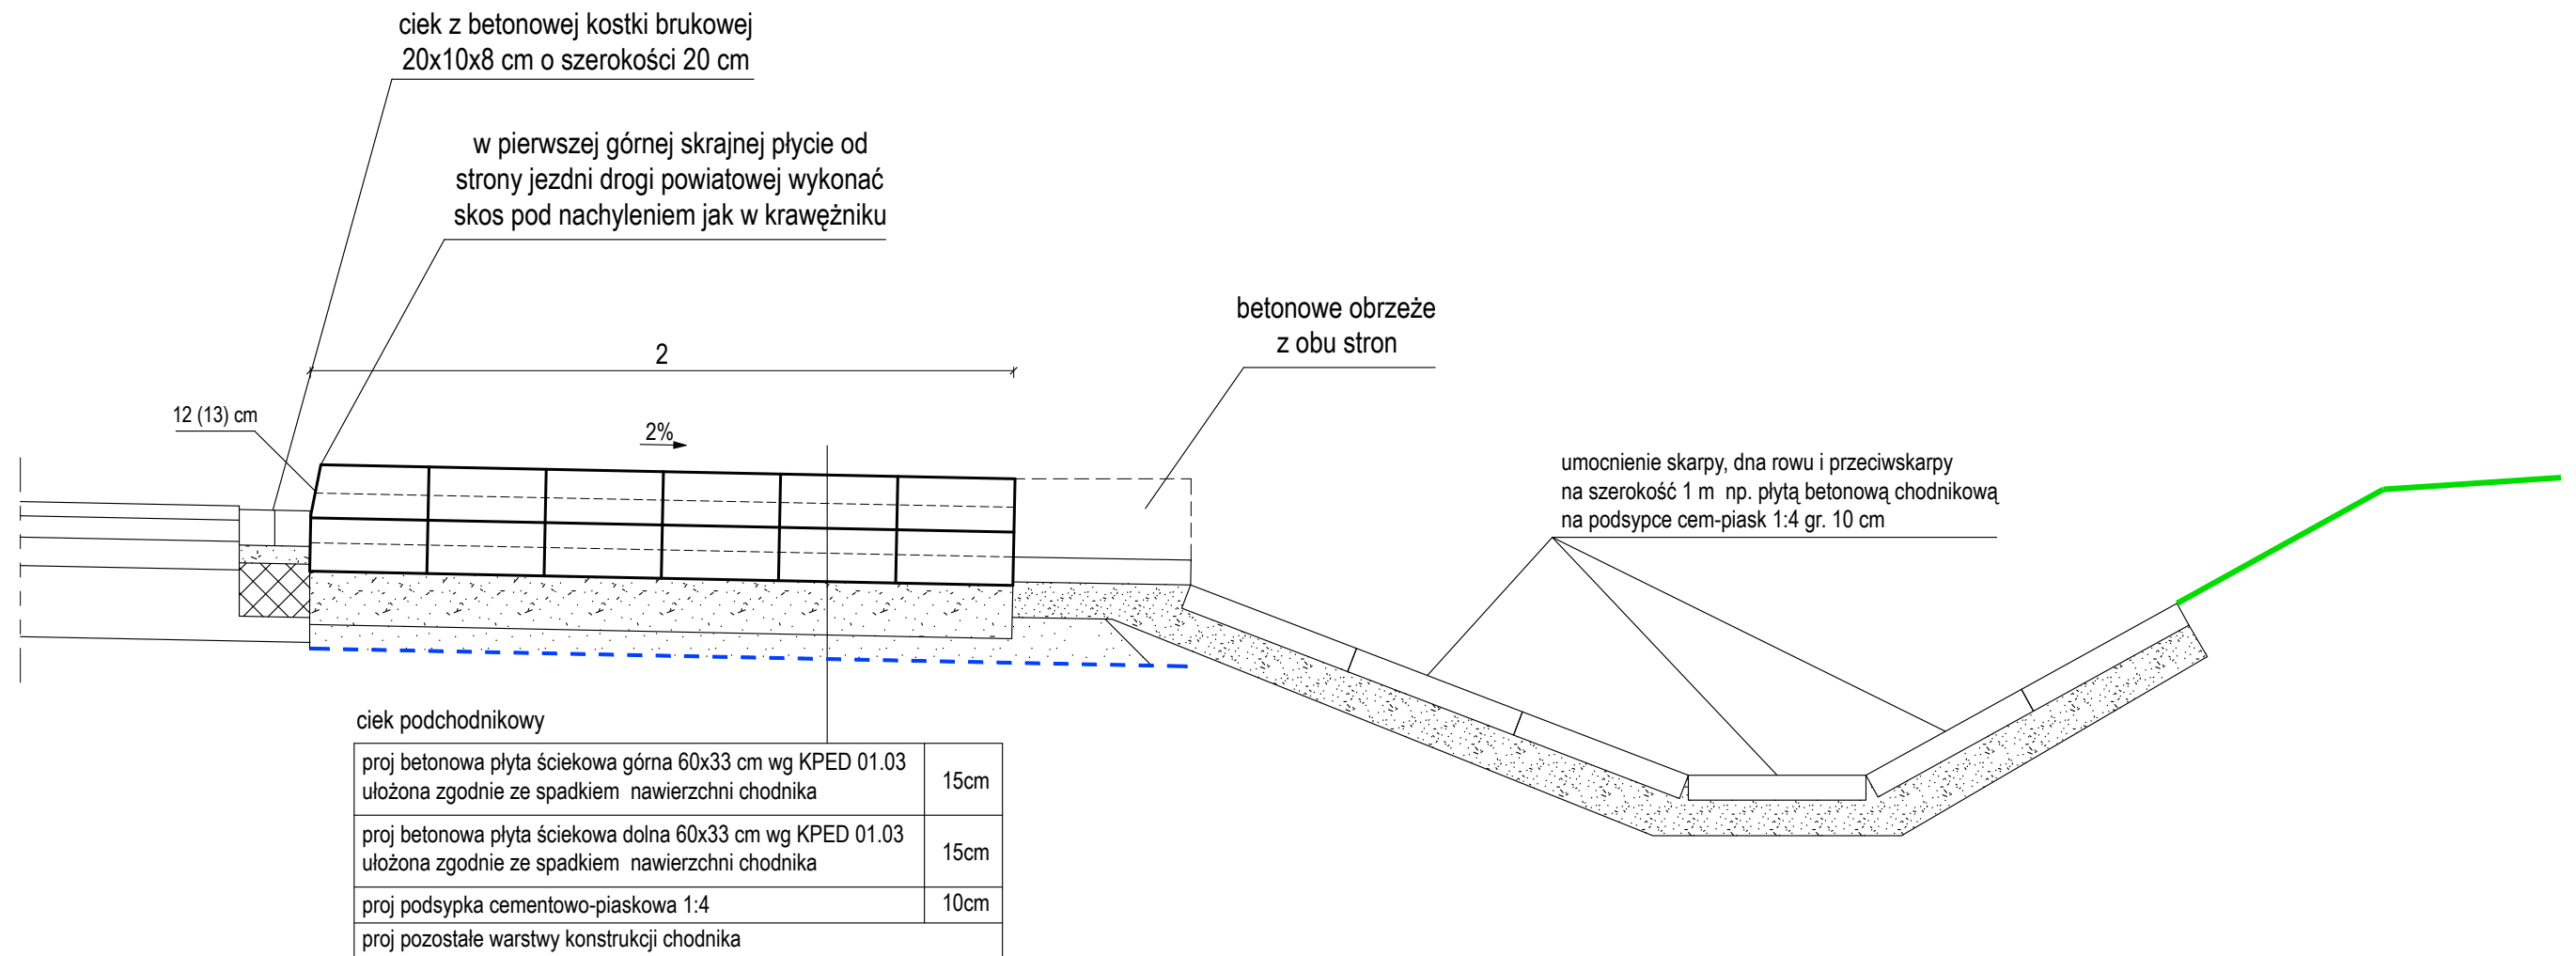 ciek z betonowej kostki brukowej
20x10x8 cm o szerokości 20 cm
w pierwszej górnej skrajnej płycie od
strony jezdni drogi powiatowej wykonać
skos pod nachyleniem jak w krawężniku
betonowe obrzeże
z obu stron
2
12 (13) cm
2%
umocnienie skarpy, dna rowu i przeciwskarpy
na szerokość 1 m np. płytą betonową chodnikową
na podsypce cem-piask 1:4 gr. 10 cm
ciek podchodnikowy
proj betonowa płyta ściekowa górna 60x33 cm wg KPED 01.03
ułożona zgodnie ze spadkiem nawierzchni chodnika
15cm
proj betonowa płyta ściekowa dolna 60x33 cm wg KPED 01.03
ułożona zgodnie ze spadkiem nawierzchni chodnika
15cm
proj podsypka cementowo-piaskowa 1:4
10cm
proj pozostałe warstwy konstrukcji chodnika